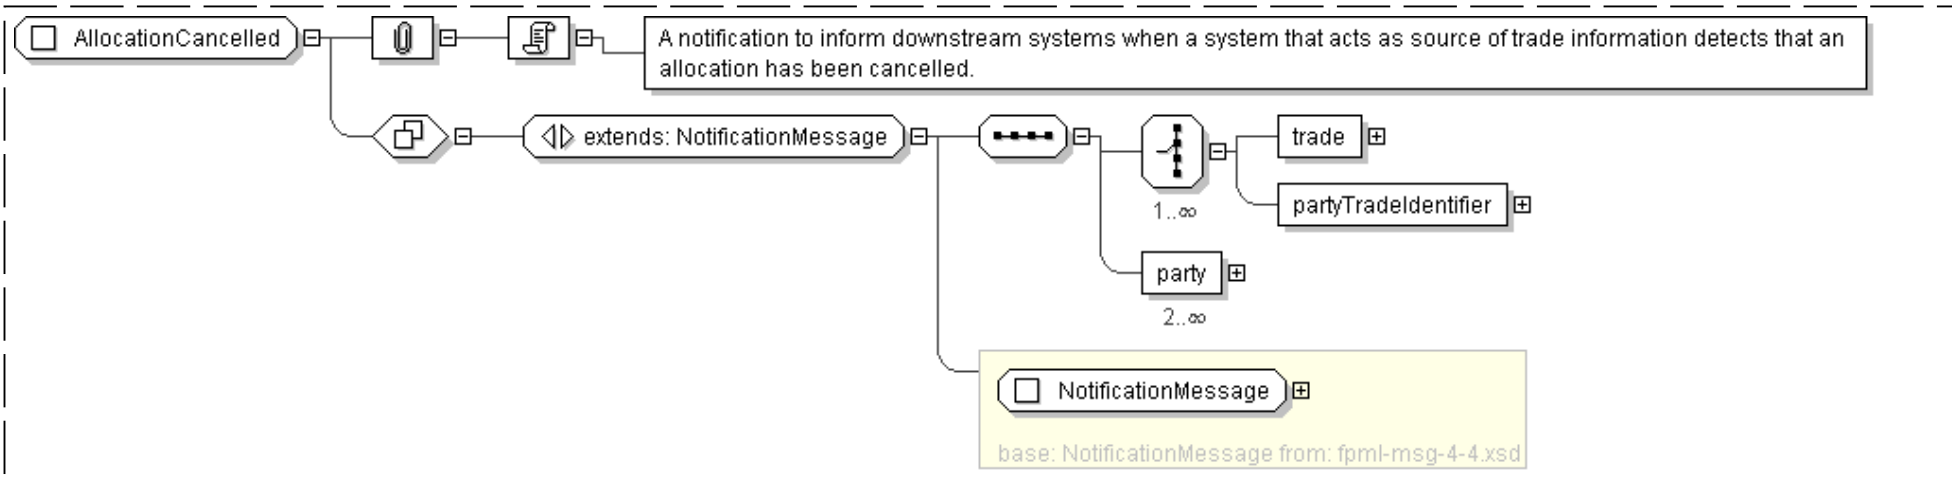 AllocationCancelled
A notification to inform downstream systems when a system that acts as source of trade information detects that an
allocation has been cancelled.
extends: NotificationMessage
trade
partyTradeIdentifier
1..∞
party
2..∞
NotificationMessage
base: NotificationMessage from: fpml-msg-4-4.xsd